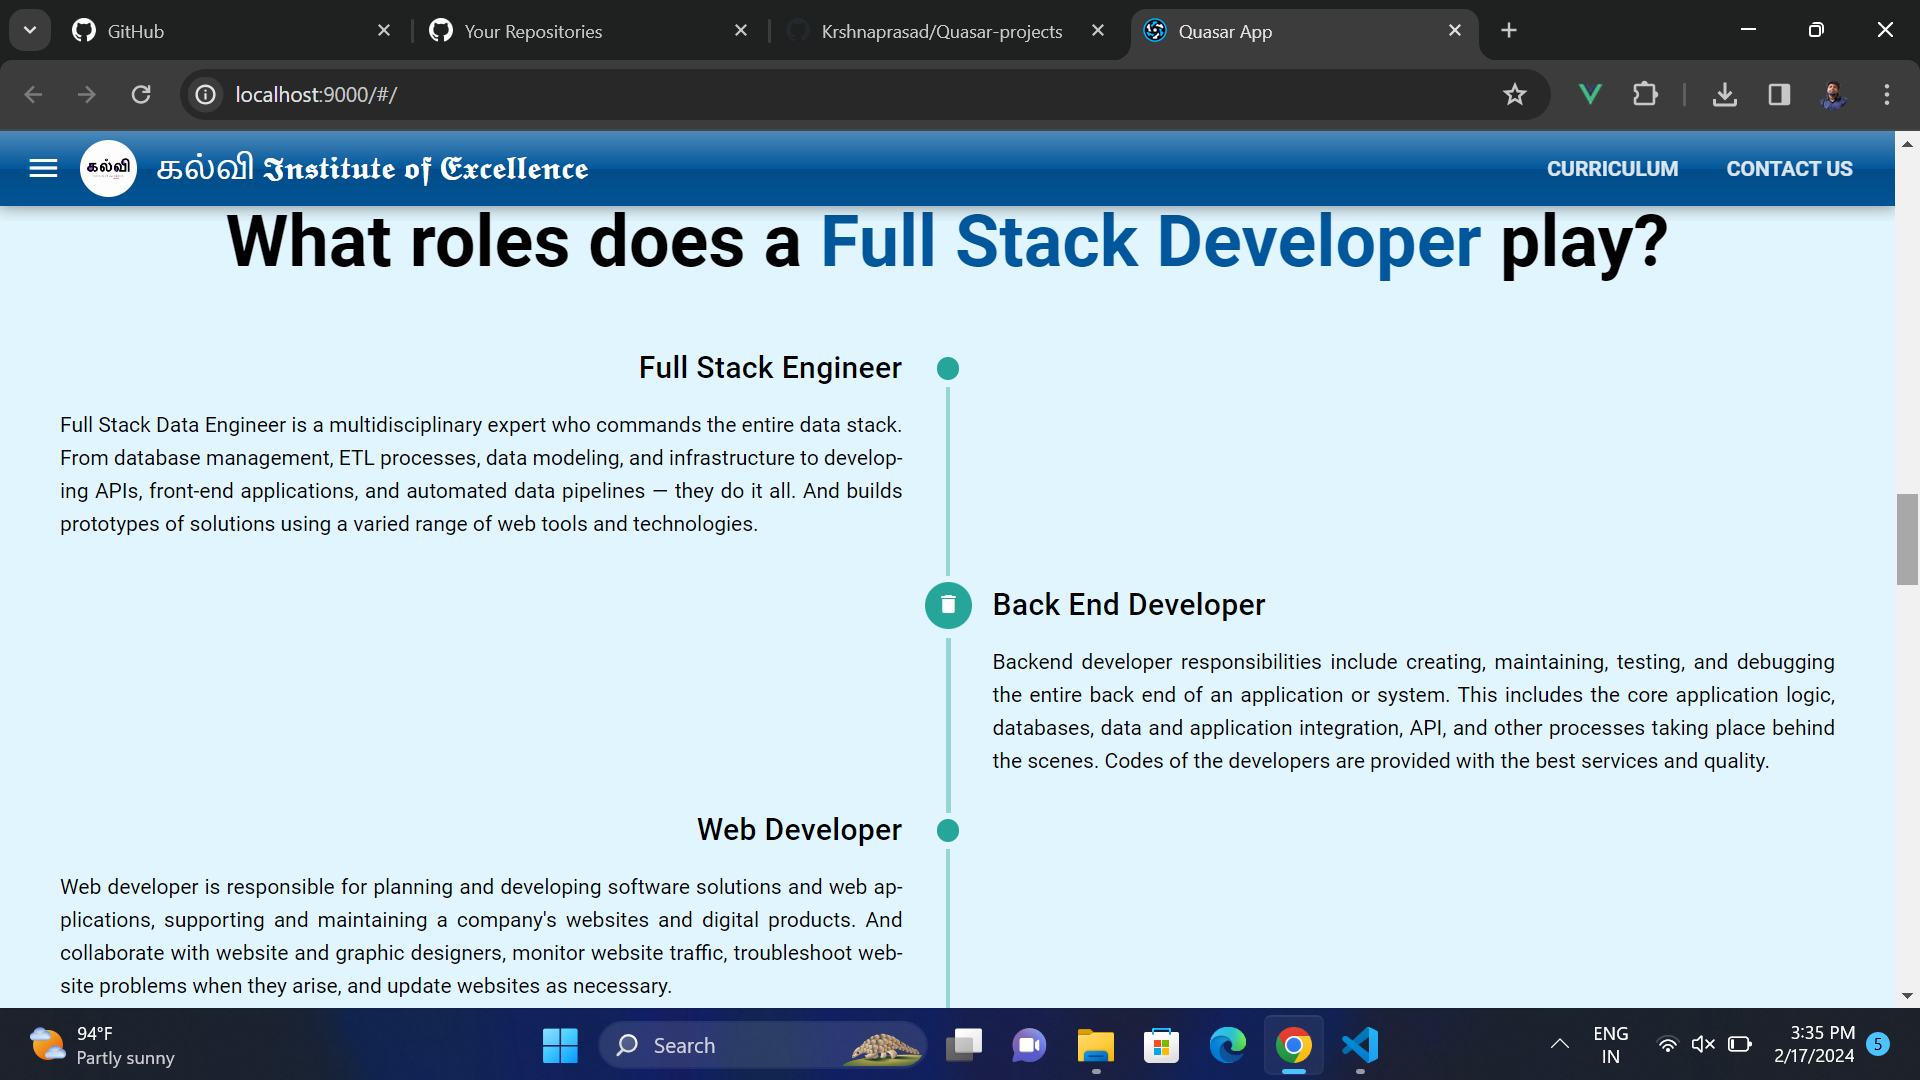 GitHub
Your Repositories
Krshnaprasad/Quasar-projects
Quasar App
localhost:9000/#/
கல்வி
கல்வி Institute of Excellence
CURRICULUM
CONTACT US
What roles does a Full Stack Developer play?
Full Stack Engineer
Full Stack Data Engineer is a multidisciplinary expert who commands the entire data stack.
From database management, ETL processes, data modeling, and infrastructure to develop-
ing APIs, front-end applications, and automated data pipelines — they do it all. And builds
prototypes of solutions using a varied range of web tools and technologies.
Back End Developer
Backend developer responsibilities include creating, maintaining, testing, and debugging
the entire back end of an application or system. This includes the core application logic,
databases, data and application integration, API, and other processes taking place behind
the scenes. Codes of the developers are provided with the best services and quality.
Web Developer
Web developer is responsible for planning and developing software solutions and web ap-
plications, supporting and maintaining a company's websites and digital products. And
collaborate with website and graphic designers, monitor website traffic, troubleshoot web-
site problems when they arise, and update websites as necessary.
94°F
Partly sunny
Search
ENG
IN
3:35 PM
2/17/2024
5